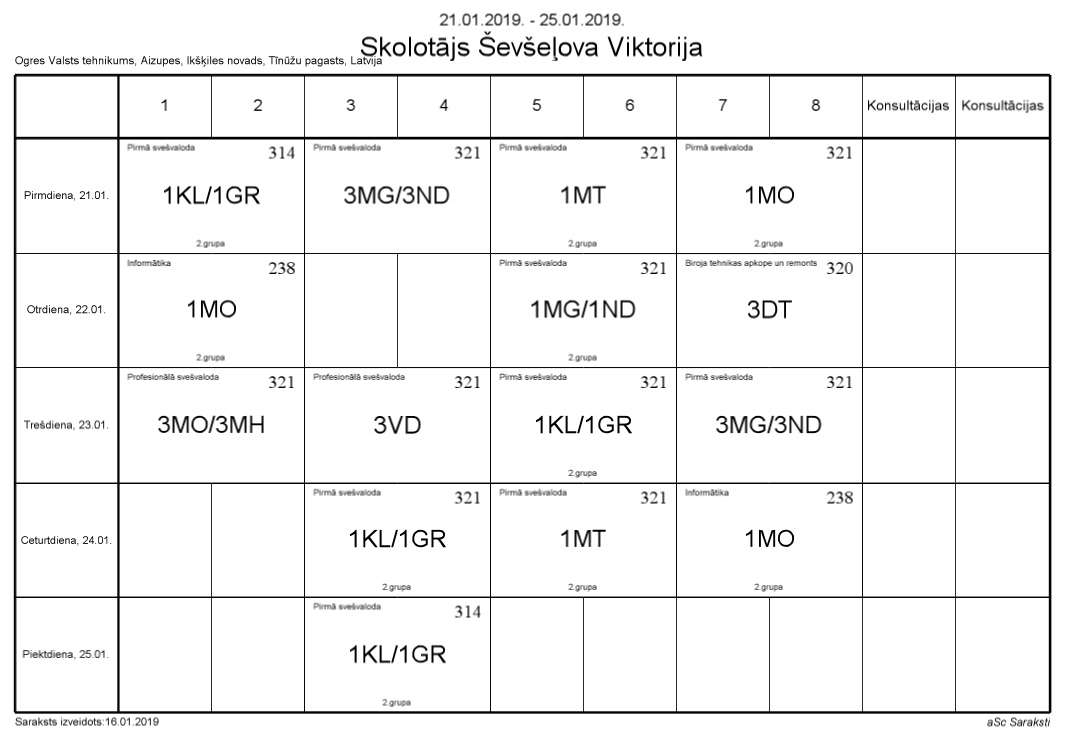 21.01.2019. - 25.01.2019.
Skolotājs Ševšeļova Viktorija
Ogres Valsts tehnikums, Aizupes, Ikšķiles novads, Tīnūžu pagasts, Latvija
1 2 3 4 5 6 7 8 Konsultācijas Konsultācijas
Pirmā svešvaloda 314 Pirmā svešvaloda 321 Pirmā svešvaloda 321 Pirmā svešvaloda 321
Pirmdiena, 21.01. 1KL/1GR 3MG/3ND 1MT 1MO
2.grupa 2.grupa 2.grupa
Informātika 238 Pirmā svešvaloda 321 Biroja tehnikas apkope un remonts 320
Otrdiena, 22.01. 1MO 1MG/1ND 3DT
2.grupa 2.grupa
Profesionālā svešvaloda 321 Profesionālā svešvaloda 321 Pirmā svešvaloda 321 Pirmā svešvaloda 321
Trešdiena, 23.01. 3MO/3MH 3VD 1KL/1GR 3MG/3ND
2.grupa
Pirmā svešvaloda 321 Pirmā svešvaloda 321 Informātika 238
Ceturtdiena, 24.01. 1KL/1GR 1MT 1MO
2.grupa 2.grupa 2.grupa
Pirmā svešvaloda 314
Piektdiena, 25.01. 1KL/1GR
2.grupa
Saraksts izveidots:16.01.2019 aSc Saraksti